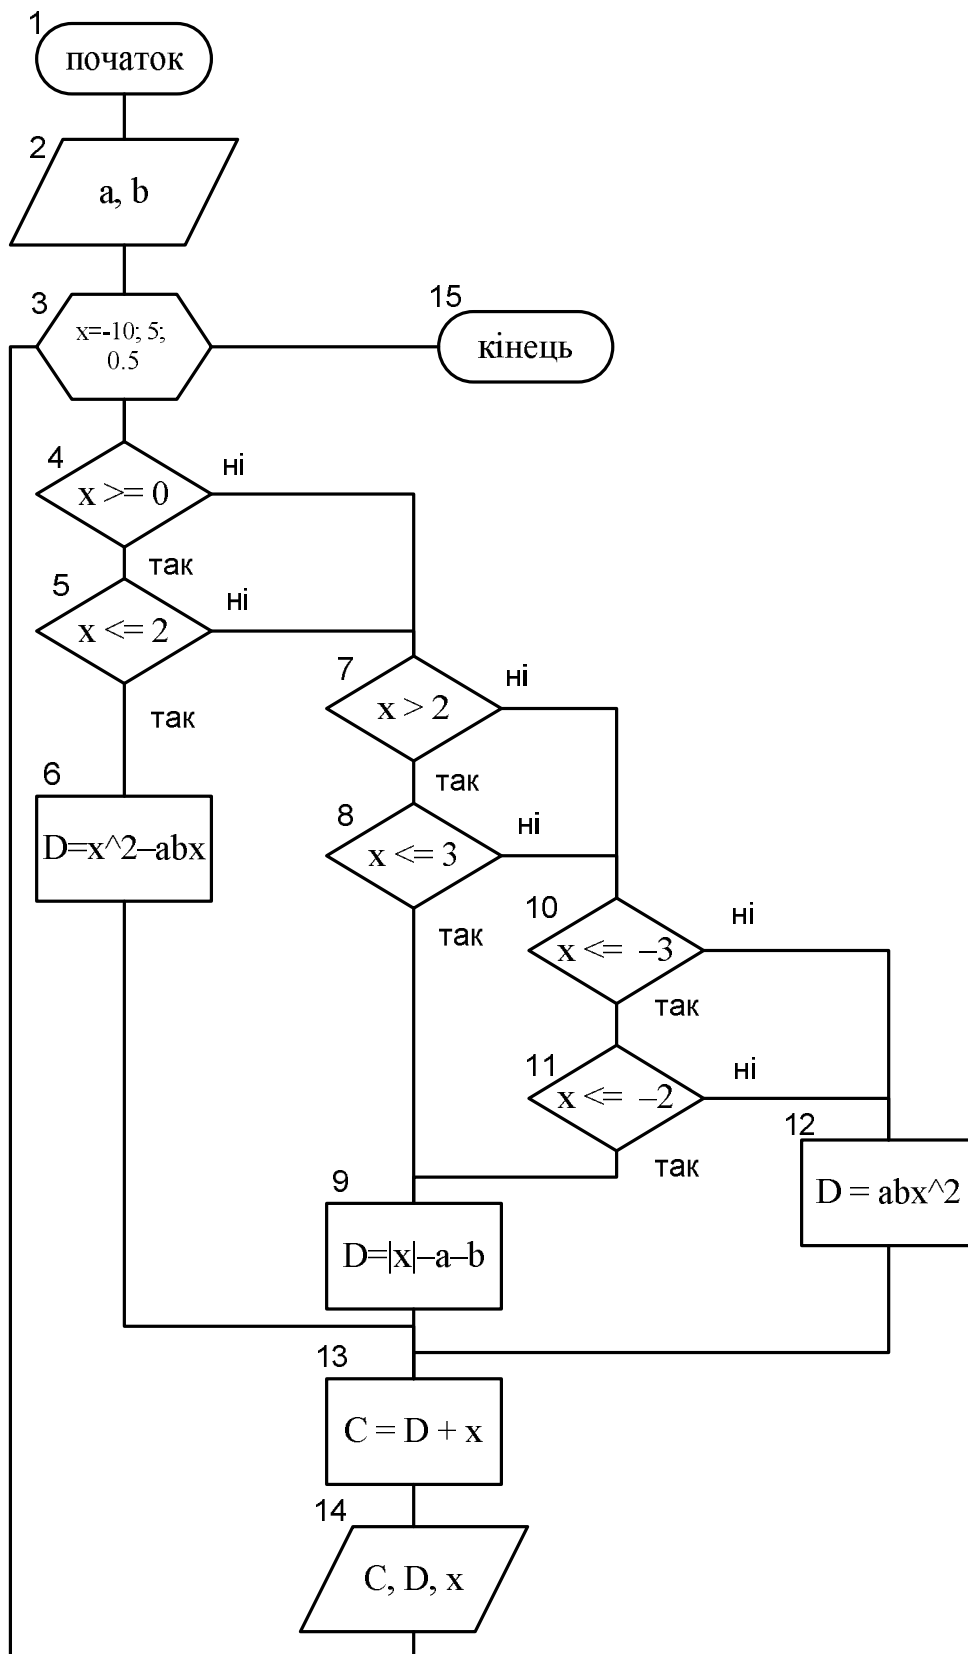 1
початок
2
a, b
3
x=-10; 5;
0.5
15
кінець
4
x >= 0
ні
так
5
x <= 2
ні
так
6
D=x^2–abx
7
x > 2
ні
так
8
x <= 3
ні
так
10
x <= –3
ні
так
11
x <= –2
ні
так
9
D=|x|–a–b
12
D = abx^2
13
C = D + x
14
C, D, x